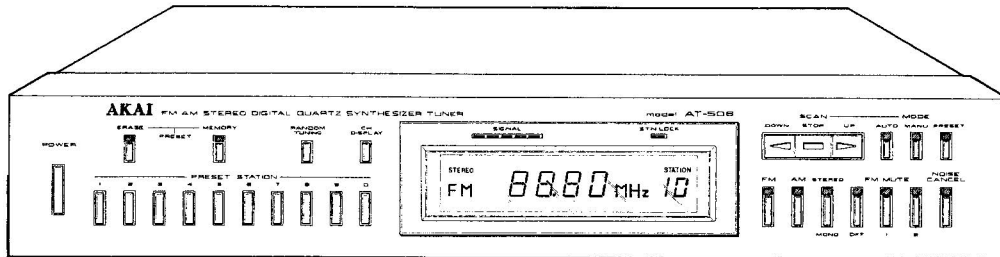 AKAI FM AM STEREO DIGITAL QUARTZ SYNTHESIZER TUNER
model AT-S08
POWER
ERASE
PRESET
MEMORY
RANDOM
TUNING
CH
DISPLAY
PRESET STATION
1 2 3 4 5 6 7 8 9 0
SIGNAL
STN LOCK
STEREO
STATION
FM 86.80 MHz 10
SCAN
MODE
DOWN STOP UP
AUTO MANU PRESET
FM AM STEREO FM MUTE
NOISE
CANCEL
MONO OFF 1 2